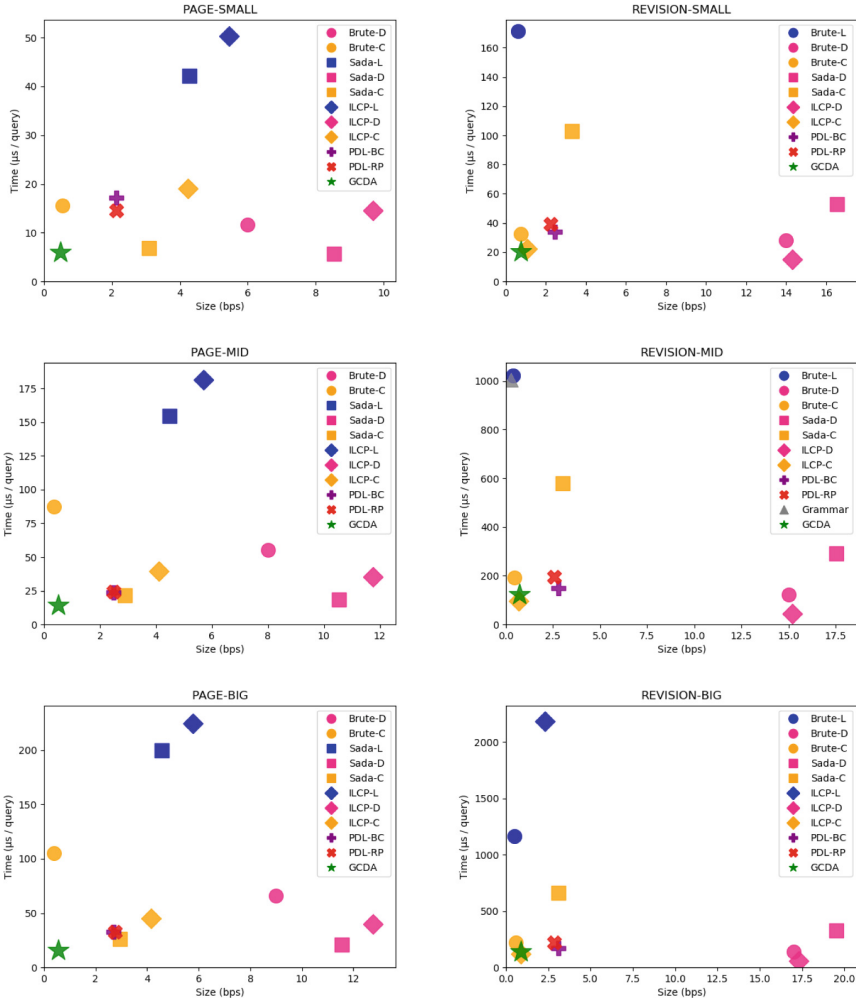 PAGE-SMALL
Time (μs / query)
50
40
30
20
10
0
0 2 4 6 8 10
Size (bps)
Brute-D
Brute-C
Sada-L
Sada-D
Sada-C
ILCP-L
ILCP-D
ILCP-C
PDL-BC
PDL-RP
GCDA
REVISION-SMALL
Time (μs / query)
160
140
120
100
80
60
40
20
0
0 2 4 6 8 10 12 14 16
Size (bps)
Brute-L
Brute-D
Brute-C
Sada-D
Sada-C
ILCP-D
ILCP-C
PDL-BC
PDL-RP
GCDA
PAGE-MID
Time (μs / query)
175
150
125
100
75
50
25
0
0 2 4 6 8 10 12
Size (bps)
Brute-D
Brute-C
Sada-L
Sada-D
Sada-C
ILCP-L
ILCP-D
ILCP-C
PDL-BC
PDL-RP
GCDA
REVISION-MID
Time (μs / query)
1000
800
600
400
200
0
0.0 2.5 5.0 7.5 10.0 12.5 15.0 17.5
Size (bps)
Brute-L
Brute-D
Brute-C
Sada-D
Sada-C
ILCP-D
ILCP-C
PDL-BC
PDL-RP
Grammar
GCDA
PAGE-BIG
Time (μs / query)
200
150
100
50
0
0 2 4 6 8 10 12
Size (bps)
Brute-D
Brute-C
Sada-L
Sada-D
Sada-C
ILCP-L
ILCP-D
ILCP-C
PDL-BC
PDL-RP
GCDA
REVISION-BIG
Time (μs / query)
2000
1500
1000
500
0
0.0 2.5 5.0 7.5 10.0 12.5 15.0 17.5 20.0
Size (bps)
Brute-L
Brute-D
Brute-C
Sada-D
Sada-C
ILCP-L
ILCP-D
ILCP-C
PDL-BC
PDL-RP
GCDA